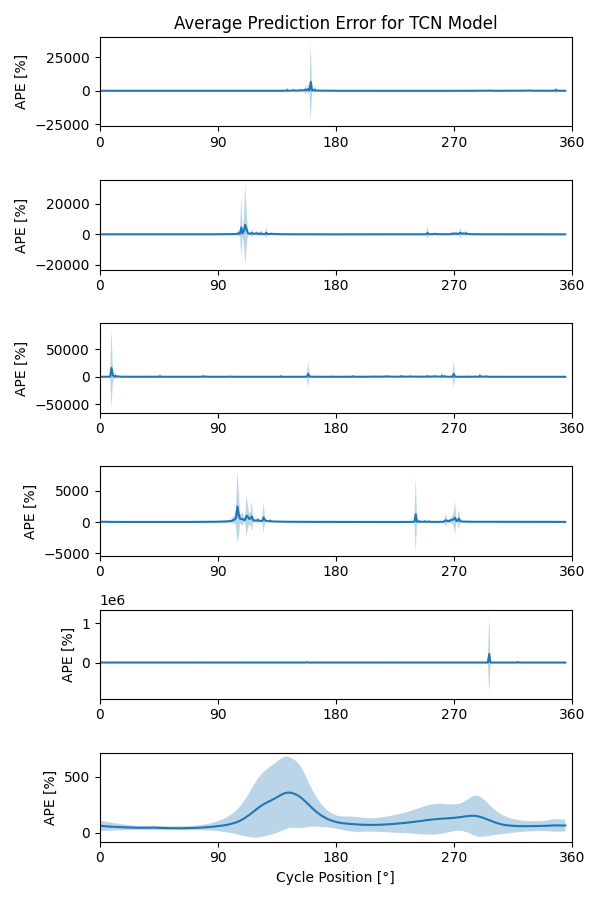 Average Prediction Error for TCN Model
APE [%]
25000
0
−25000
0 90 180 270 360
APE [%]
20000
0
−20000
0 90 180 270 360
APE [%]
50000
0
−50000
0 90 180 270 360
APE [%]
5000
0
−5000
0 90 180 270 360
1e6
APE [%]
1
0
0 90 180 270 360
APE [%]
500
0
0 90 180 270 360
Cycle Position [°]